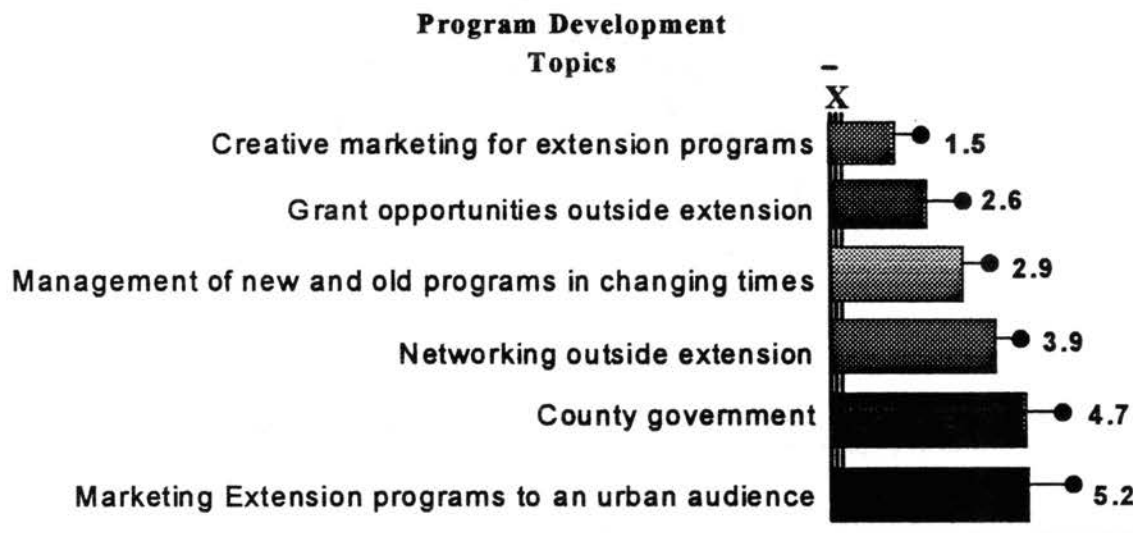 Program Development
Topics
X̄
Creative marketing for extension programs 1.5
Grant opportunities outside extension 2.6
Management of new and old programs in changing times 2.9
Networking outside extension 3.9
County government 4.7
Marketing Extension programs to an urban audience 5.2